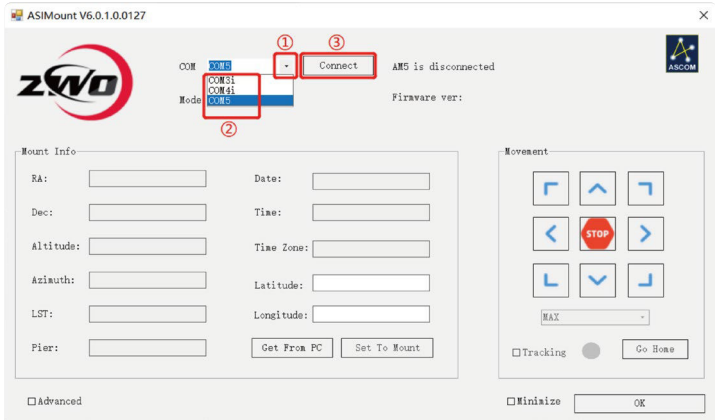 ASIMount V6.0.1.0.0127
① ③
COM COM5 Connect AM5 is disconnected
ASCOM
ZWO
COM3i
COM4i
Mode COM5 Firmware ver:
②
Mount Info Movement
RA: Date:
Dec: Time:
STOP
Altitude: Time Zone:
Azimuth: Latitude:
LST: Longitude: MAX
Pier: Get From PC Set To Mount Tracking Go Home
Advanced Minimize OK